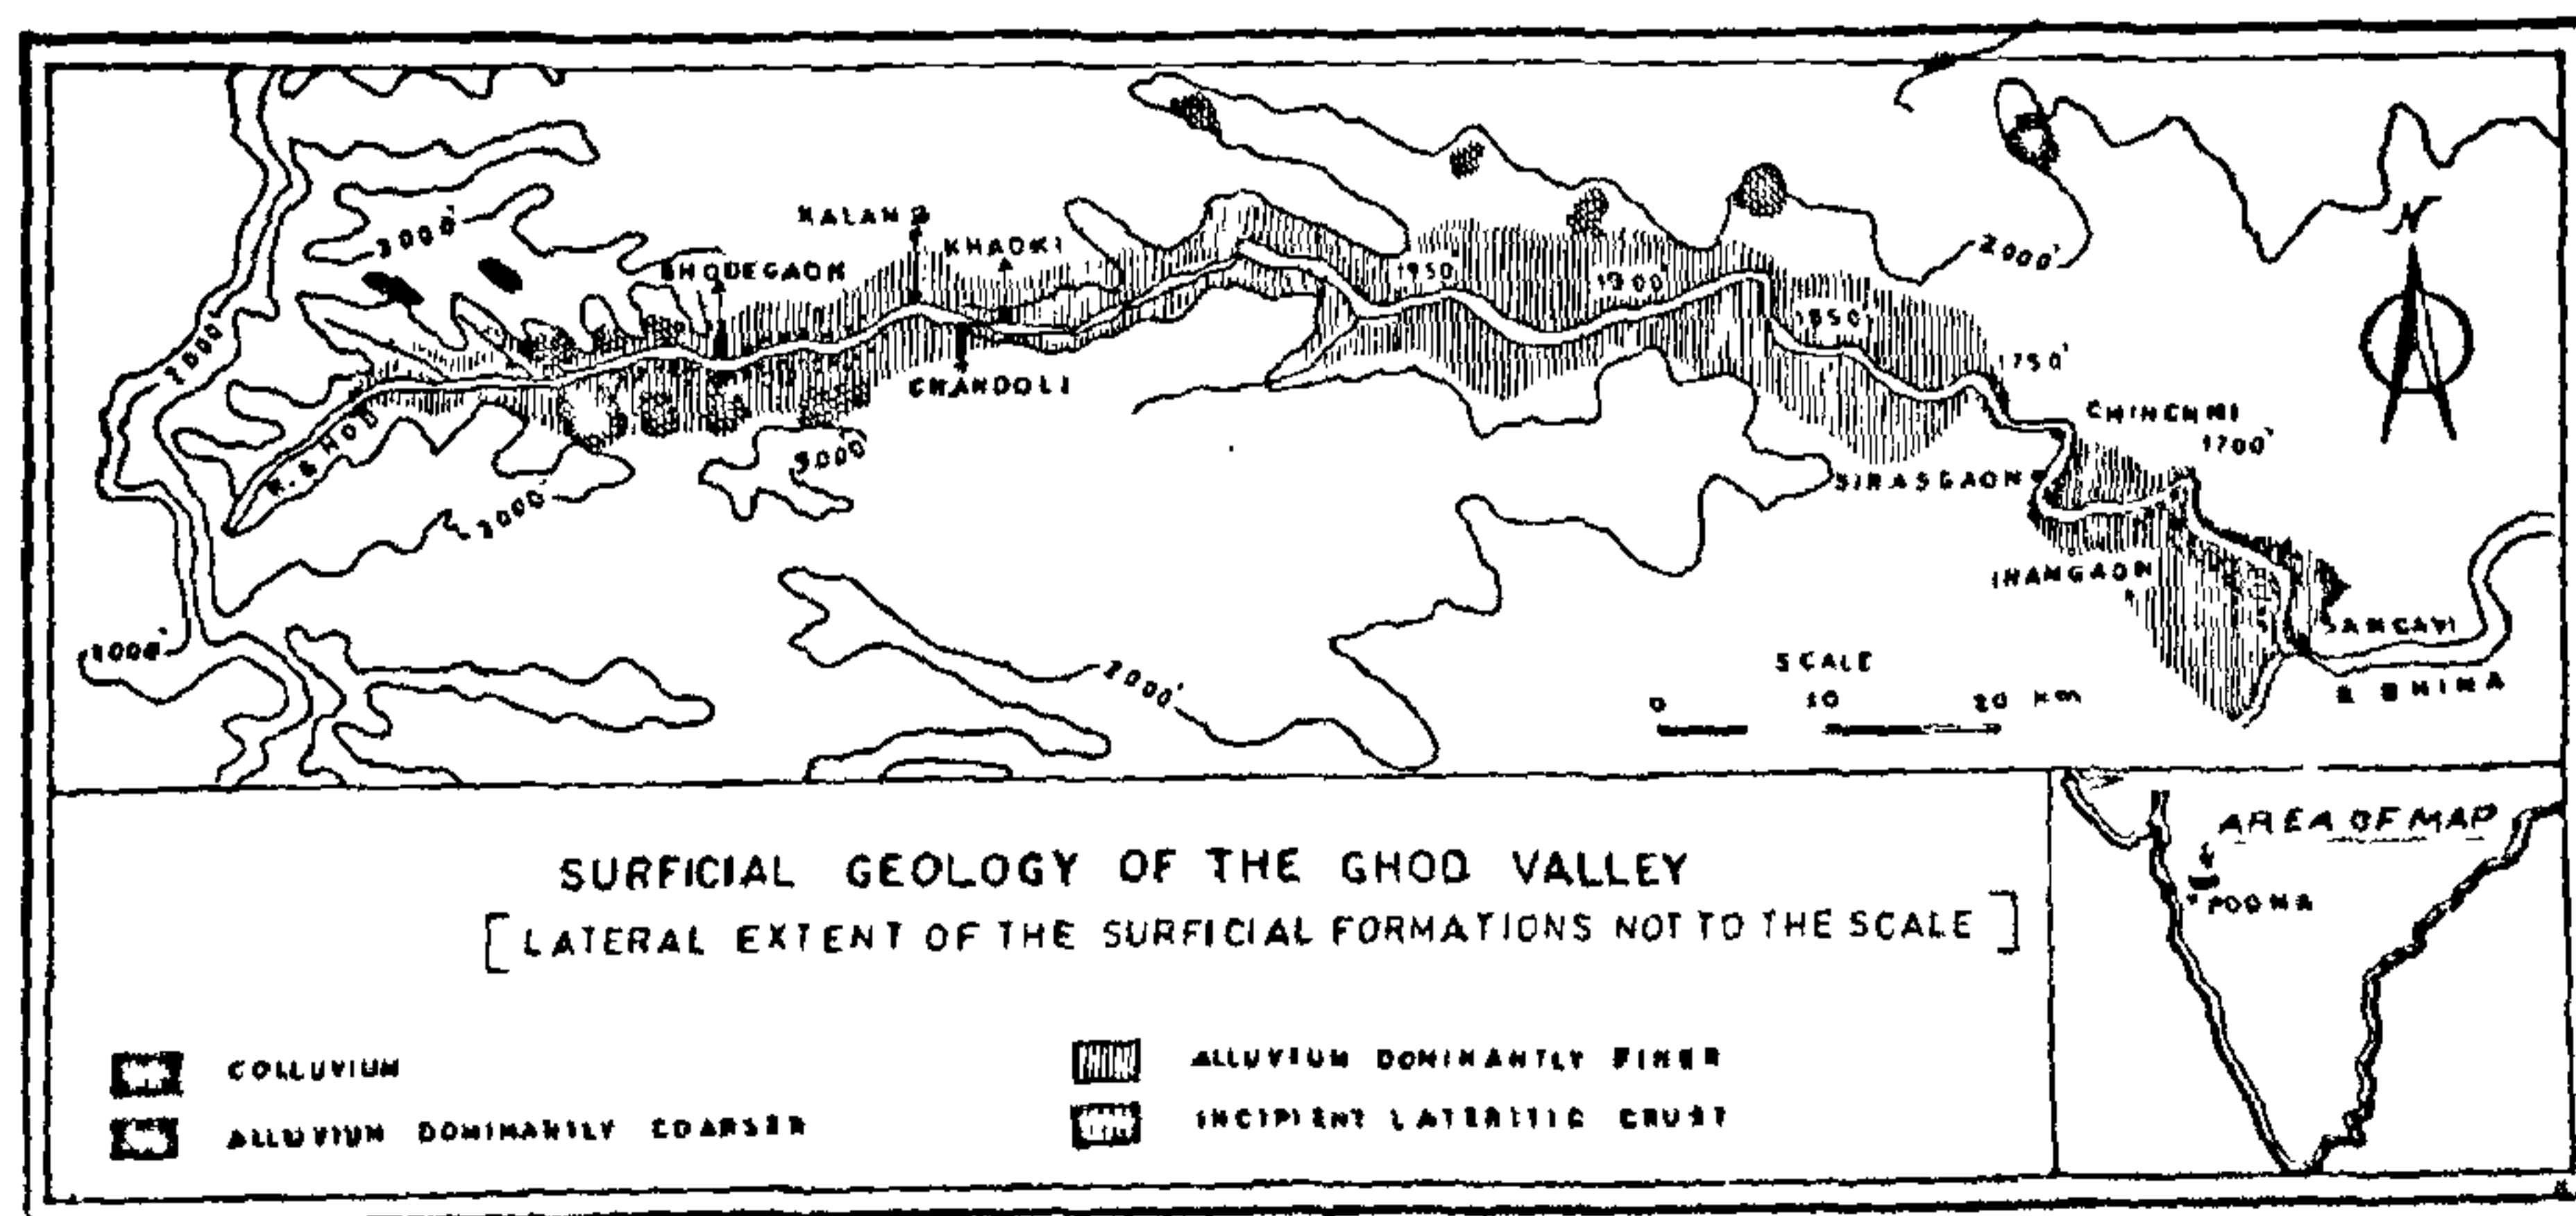 3000'
KALAMB
KHADKI
GHODEGAON
2000'
1950'
1900'
1850'
1750'
CHANDOLI
CHINCHNI
1700'
R. GHOD
3000'
SIRASGAON
INAMGAON
SANGAVI
1000'
2000'
R BHIMA
SCALE
0 10 20 km
N
SURFICIAL GEOLOGY OF THE GHOD VALLEY
[LATERAL EXTENT OF THE SURFICIAL FORMATIONS NOT TO THE SCALE]
COLLUVIUM
ALLUVIUM DOMINANTLY COARSER
ALLUVIUM DOMINANTLY FINER
INCIPIENT LATERITIC CRUST
AREA OF MAP
POONA